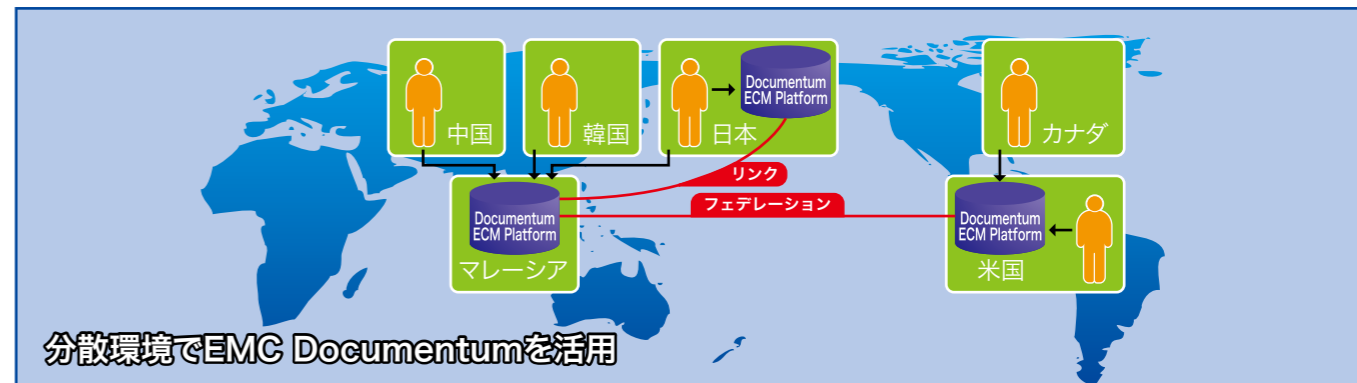 中国
韓国
日本
Documentum
ECM Platform
カナダ
リンク
フェデレーション
Documentum
ECM Platform
マレーシア
Documentum
ECM Platform
米国
分散環境でEMC Documentumを活用